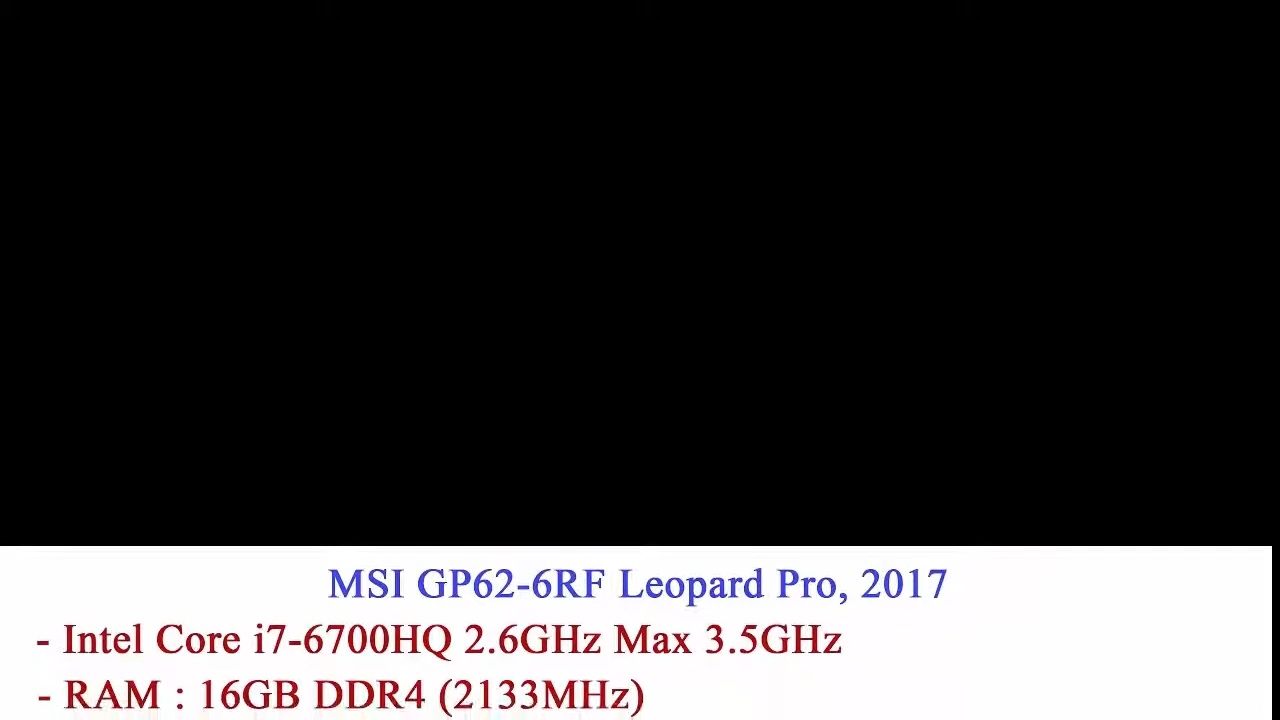 MSI GP62-6RF Leopard Pro, 2017
- Intel Core i7-6700HQ 2.6GHz Max 3.5GHz
- RAM : 16GB DDR4 (2133MHz)